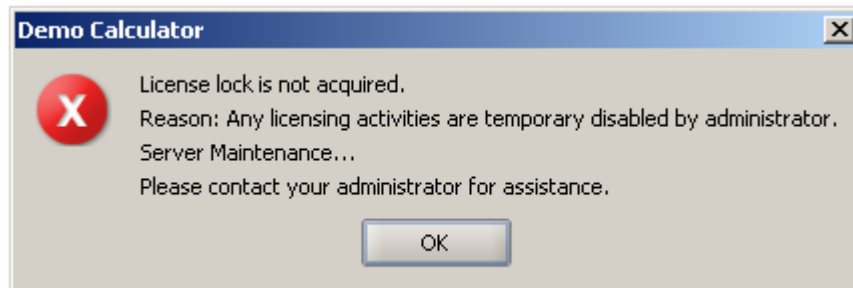 Demo Calculator
License lock is not acquired.
Reason: Any licensing activities are temporary disabled by administrator.
Server Maintenance...
Please contact your administrator for assistance.
OK